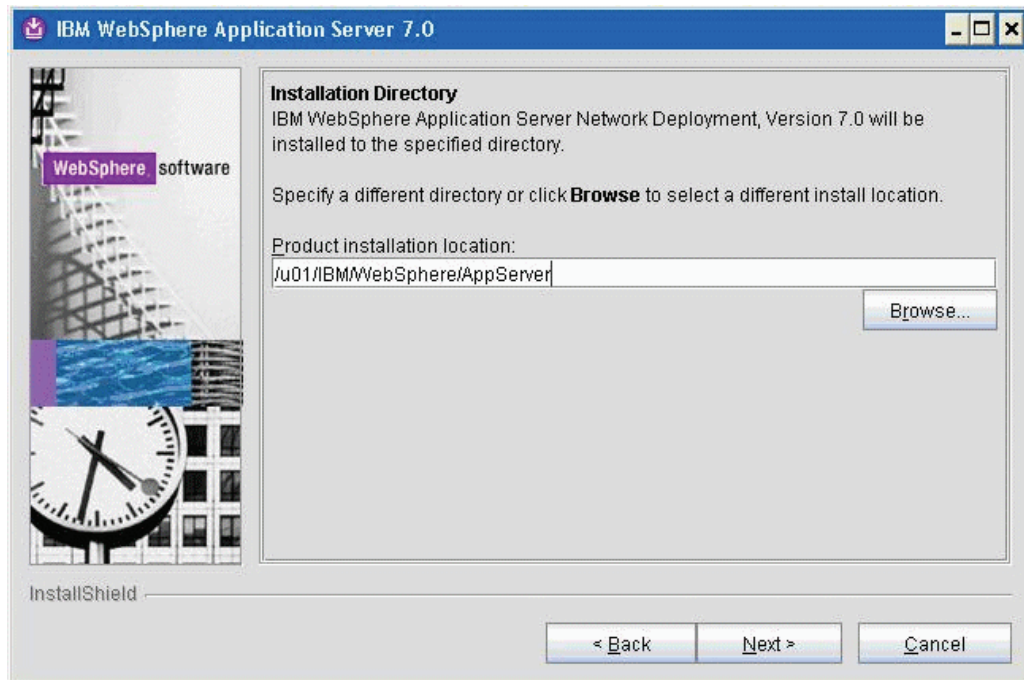 IBM WebSphere Application Server 7.0
WebSphere software
Installation Directory
IBM WebSphere Application Server Network Deployment, Version 7.0 will be
installed to the specified directory.
Specify a different directory or click Browse to select a different install location.
Product installation location:
/u01/IBM/WebSphere/AppServer
Browse...
InstallShield
< Back
Next >
Cancel